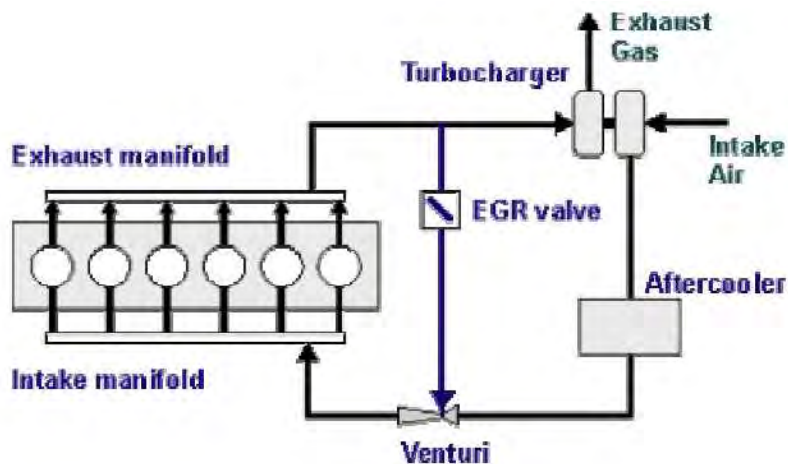 Exhaust
Gas
Turbocharger
Exhaust manifold
Intake
Air
EGR valve
Aftercooler
Intake manifold
Venturi